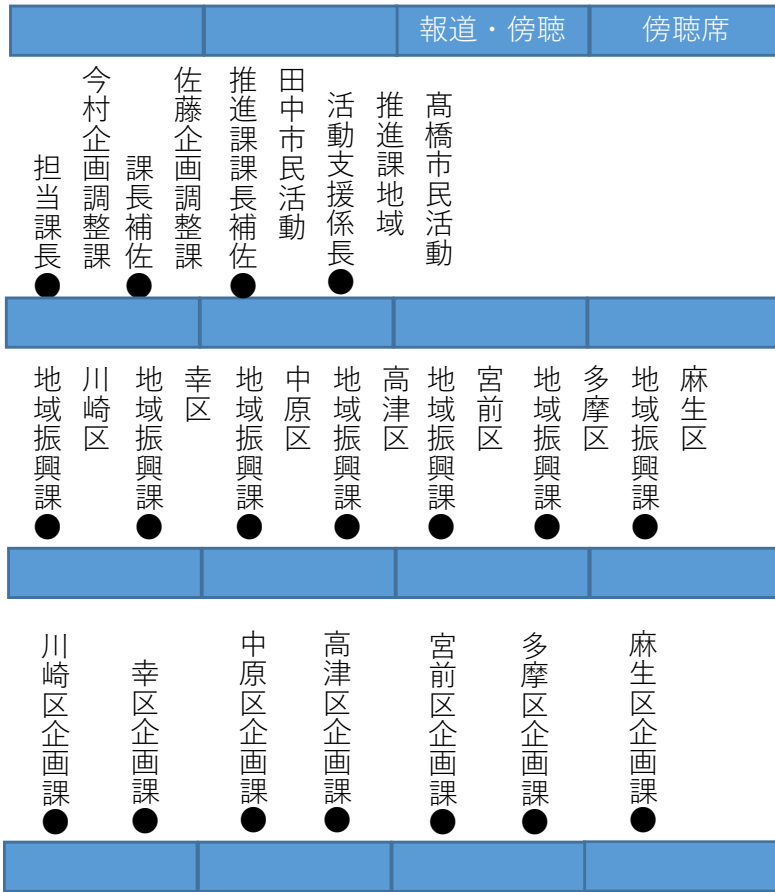 報道・傍聴
傍聴席
髙橋市民活動
推進課地域
活動支援係長
田中市民活動
推進課課長補佐
佐藤企画調整課
課長補佐
今村企画調整課
担当課長
麻生区
地域振興課
多摩区
地域振興課
宮前区
地域振興課
高津区
地域振興課
中原区
地域振興課
幸区
地域振興課
川崎区
地域振興課
麻生区企画課
多摩区企画課
宮前区企画課
高津区企画課
中原区企画課
幸区企画課
川崎区企画課